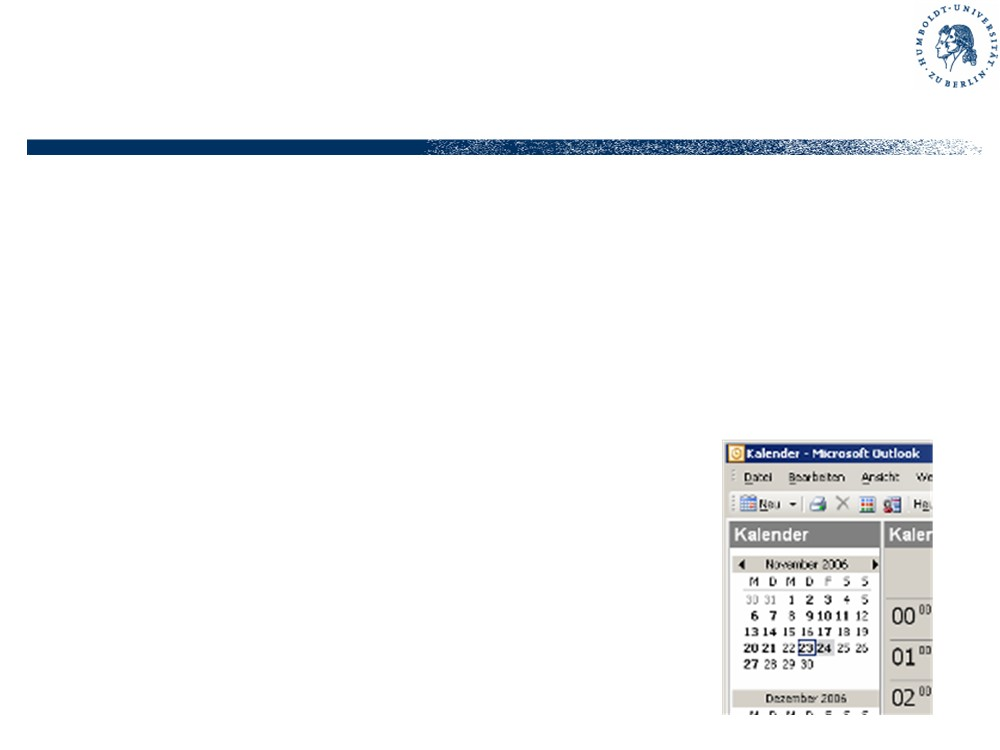 HUMBOLDT-UNIVERSITÄT · ZU BERLIN ·
Kalender - Microsoft Outlook
Datei Bearbeiten Ansicht We
Neu Heu
Kalender Kalen
November 2006
M D M D F S S
30 31 1 2 3 4 5
6 7 8 9 10 11 12
13 14 15 16 17 18 19
20 21 22 23 24 25 26
27 28 29 30
00 00
01 00
02 00
Dezember 2006
M D M D F S S